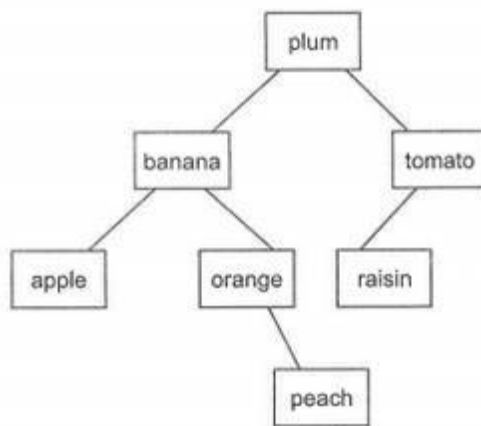 plum
banana
tomato
apple
orange
raisin
peach